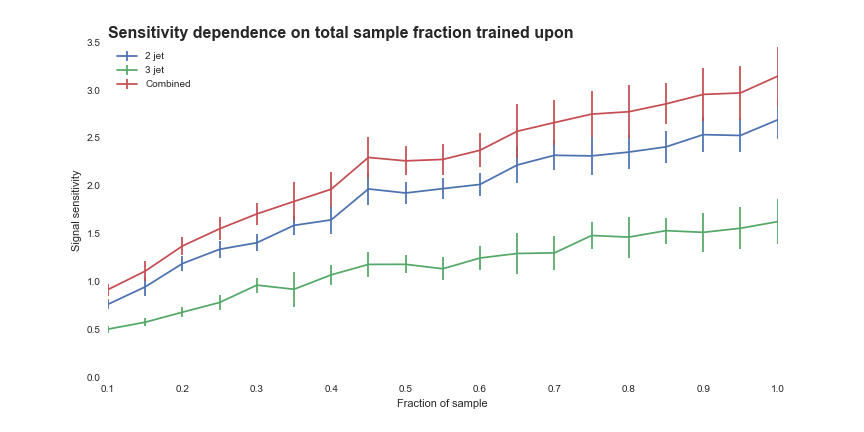 Sensitivity dependence on total sample fraction trained upon
3.5
2 jet
3 jet
Combined
3.0
2.5
2.0
1.5
1.0
0.5
0.0
Signal sensitivity
0.1 0.2 0.3 0.4 0.5 0.6 0.7 0.8 0.9 1.0
Fraction of sample